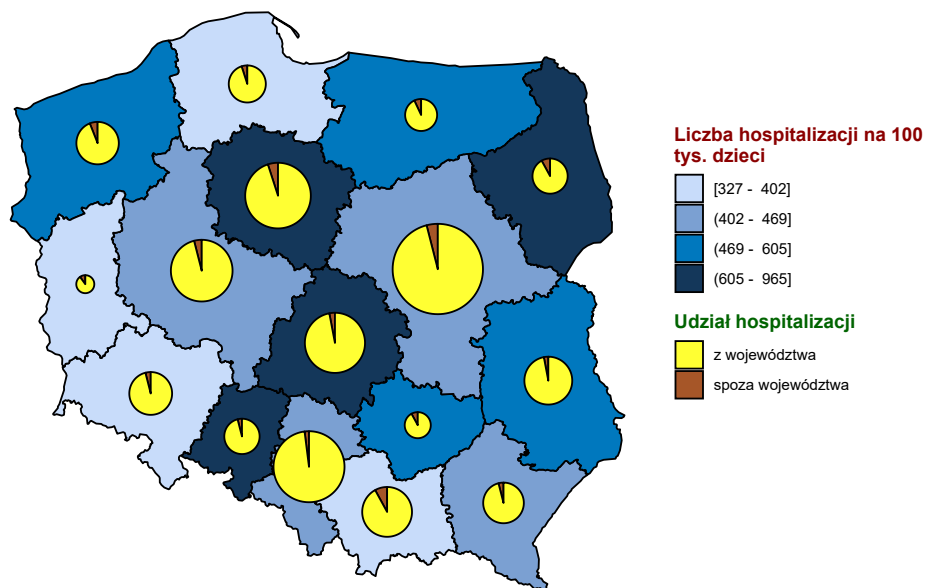 Liczba hospitalizacji na 100
tys. dzieci
[327 - 402]
(402 - 469]
(469 - 605]
(605 - 965]
Udział hospitalizacji
z województwa
spoza województwa